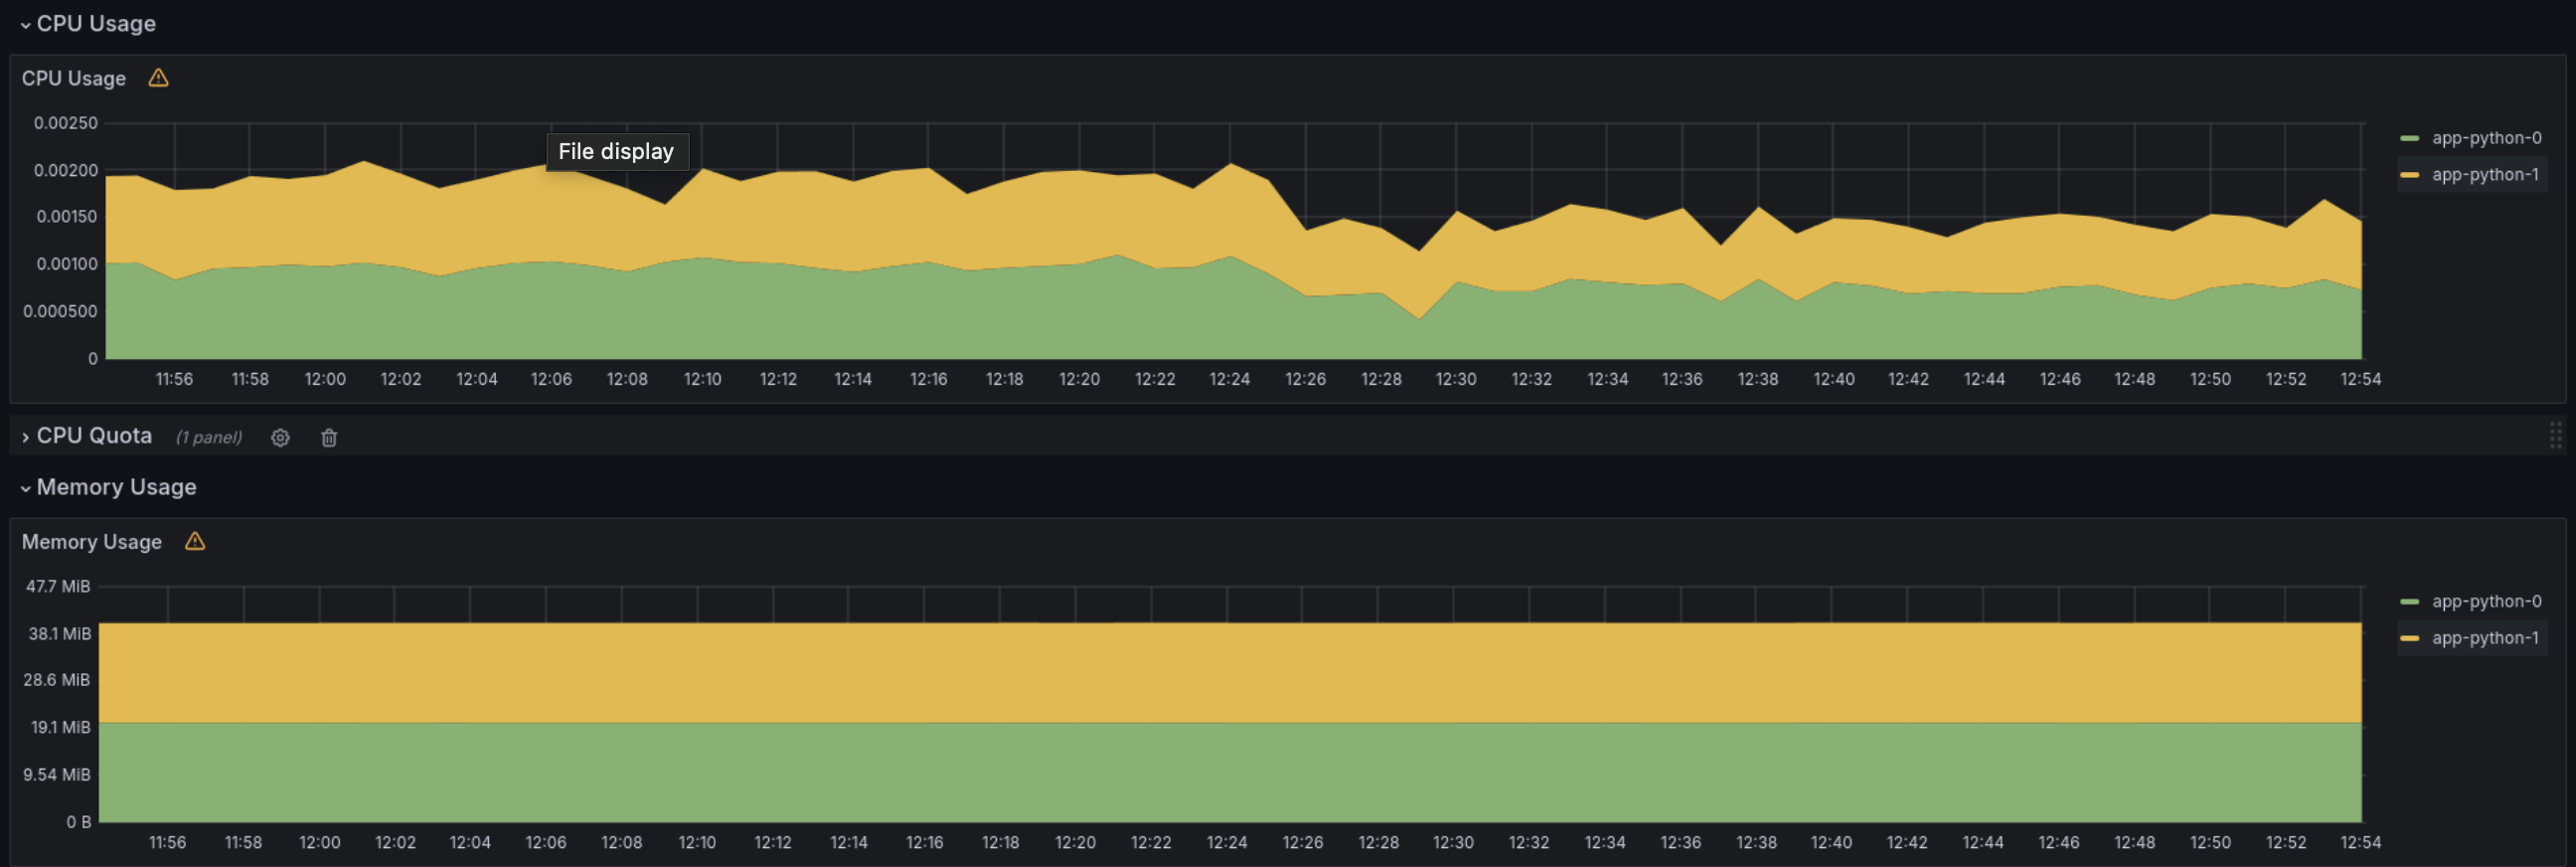 CPU Usage
CPU Usage
0.00250
0.00200
0.00150
0.00100
0.000500
0
File display
app-python-0
app-python-1
11:56 11:58 12:00 12:02 12:04 12:06 12:08 12:10 12:12 12:14 12:16 12:18 12:20 12:22 12:24 12:26 12:28 12:30 12:32 12:34 12:36 12:38 12:40 12:42 12:44 12:46 12:48 12:50 12:52 12:54
CPU Quota (1 panel)
Memory Usage
Memory Usage
47.7 MiB
38.1 MiB
28.6 MiB
19.1 MiB
9.54 MiB
0 B
app-python-0
app-python-1
11:56 11:58 12:00 12:02 12:04 12:06 12:08 12:10 12:12 12:14 12:16 12:18 12:20 12:22 12:24 12:26 12:28 12:30 12:32 12:34 12:36 12:38 12:40 12:42 12:44 12:46 12:48 12:50 12:52 12:54